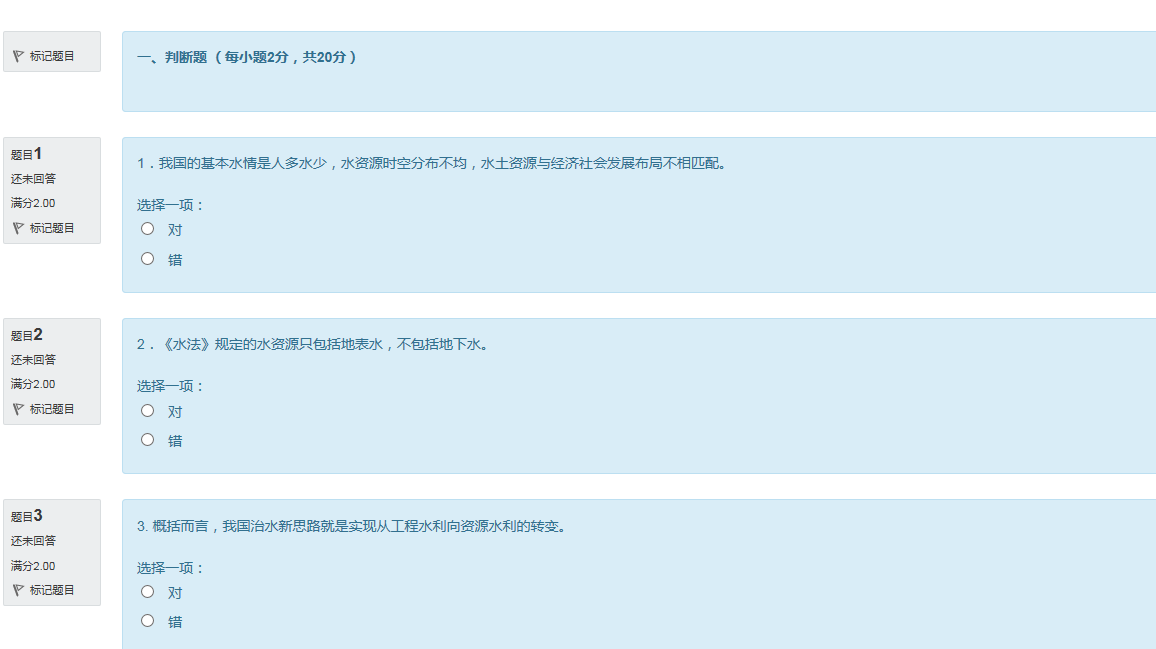 标记题目
一、判断题（每小题2分，共20分）
题目1
还未回答
满分2.00
标记题目
1．我国的基本水情是人多水少，水资源时空分布不均，水土资源与经济社会发展布局不相匹配。
选择一项：
对
错
题目2
还未回答
满分2.00
标记题目
2．《水法》规定的水资源只包括地表水，不包括地下水。
选择一项：
对
错
题目3
还未回答
满分2.00
标记题目
3. 概括而言，我国治水新思路就是实现从工程水利向资源水利的转变。
选择一项：
对
错